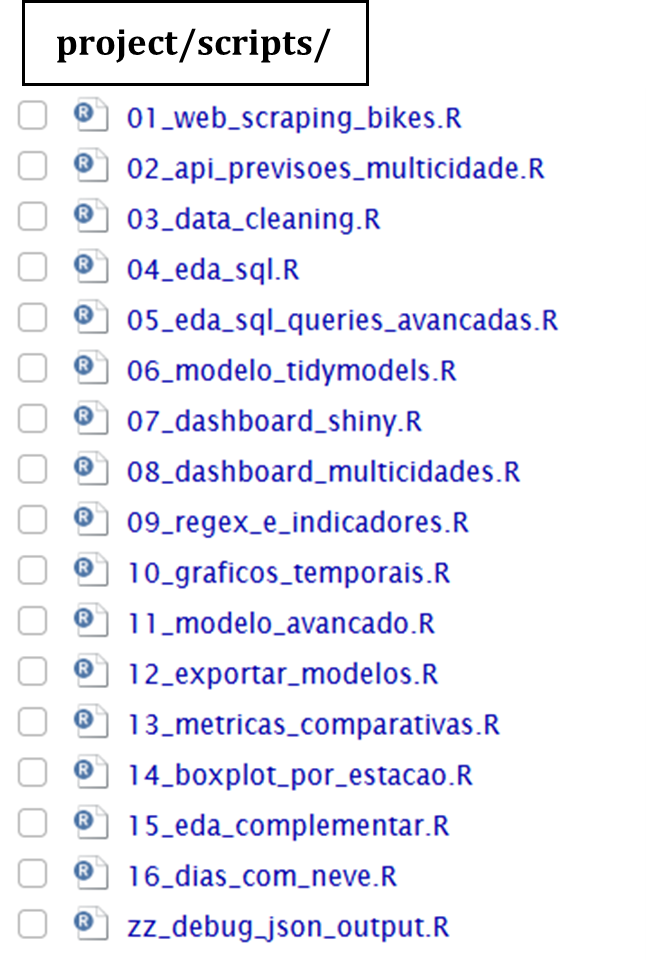 project/scripts/
01_web_scraping_bikes.R
02_api_previsoes_multicidade.R
03_data_cleaning.R
04_eda_sql.R
05_eda_sql_queries_avancadas.R
06_modelo_tidymodels.R
07_dashboard_shiny.R
08_dashboard_multicidades.R
09_regex_e_indicadores.R
10_graficos_temporais.R
11_modelo_avancado.R
12_exportar_modelos.R
13_metricas_comparativas.R
14_boxplot_por_estacao.R
15_eda_complementar.R
16_dias_com_neve.R
zz_debug_json_output.R